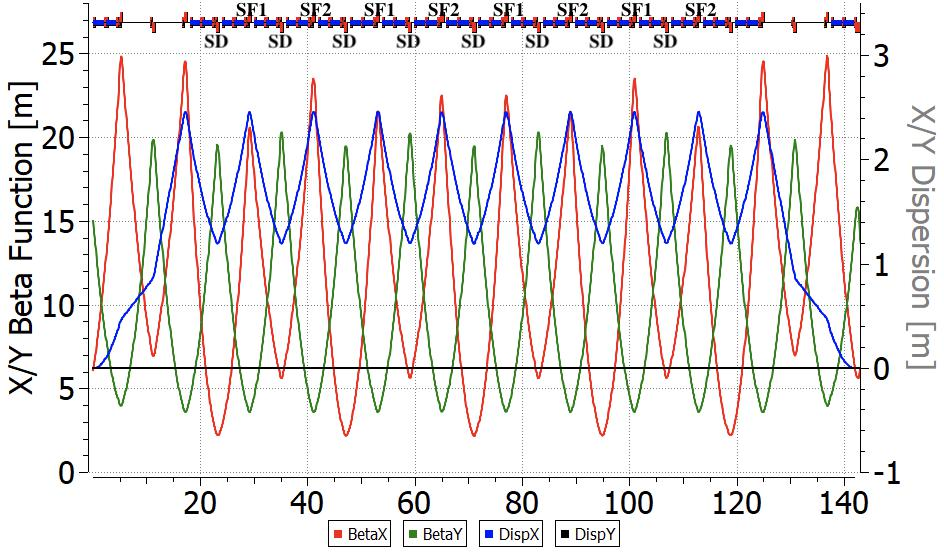 SF1 SF2 SF1 SF2 SF1 SF2 SF1 SF2
SD SD SD SD SD SD SD SD
X/Y Beta Function [m]
25
20
15
10
5
0
3
2
1
0
-1
X/Y Dispersion [m]
20 40 60 80 100 120 140
BetaX BetaY DispX DispY